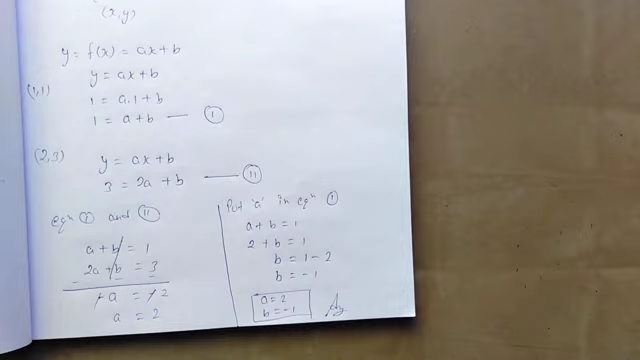 (x,y)
y = f(x) = ax + b
y = ax + b
(1,1)
1 = a.1 + b
1 = a + b — (I)
(2,3)
y = ax + b
3 = 2a + b — (II)
eqⁿ (I) and (II)
a + b = 1
2a + b = 3
- - -
-a = -2
a = 2
Put 'a' in eqⁿ (I)
a + b = 1
2 + b = 1
b = 1 - 2
b = -1
a = 2
b = -1